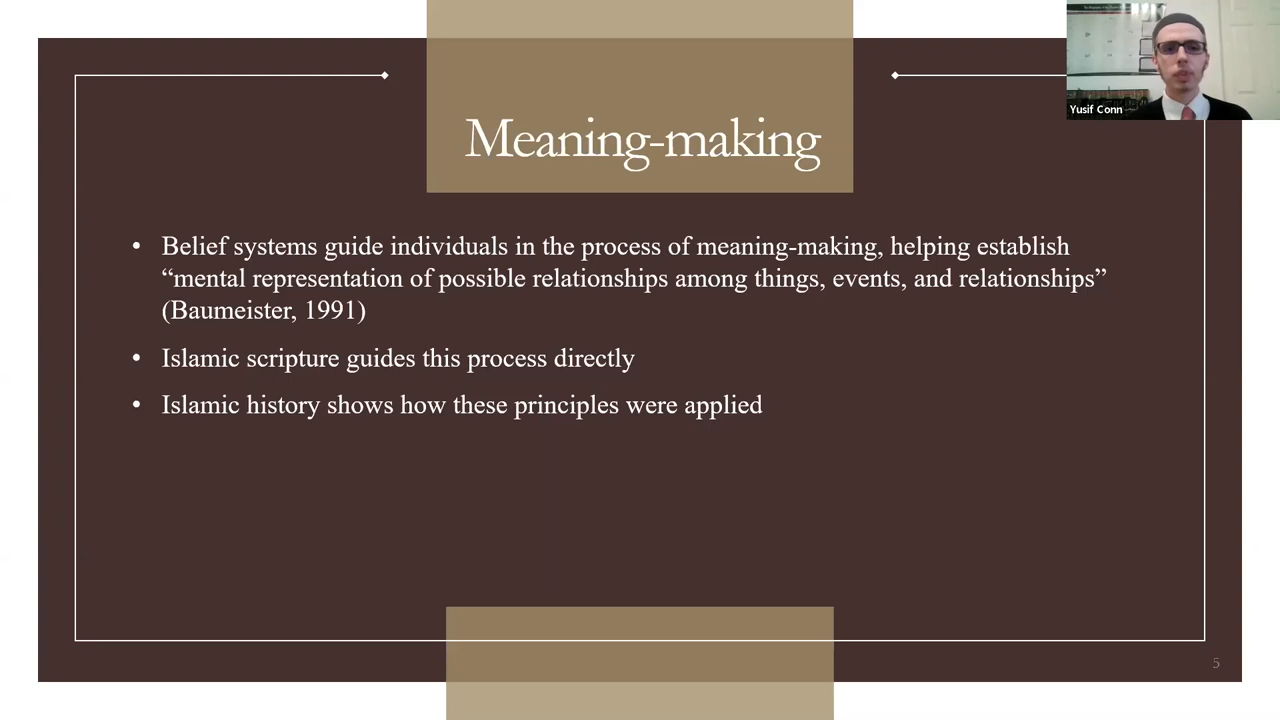 Yusif Conn
Meaning-making
• Belief systems guide individuals in the process of meaning-making, helping establish
“mental representation of possible relationships among things, events, and relationships”
(Baumeister, 1991)
• Islamic scripture guides this process directly
• Islamic history shows how these principles were applied
5